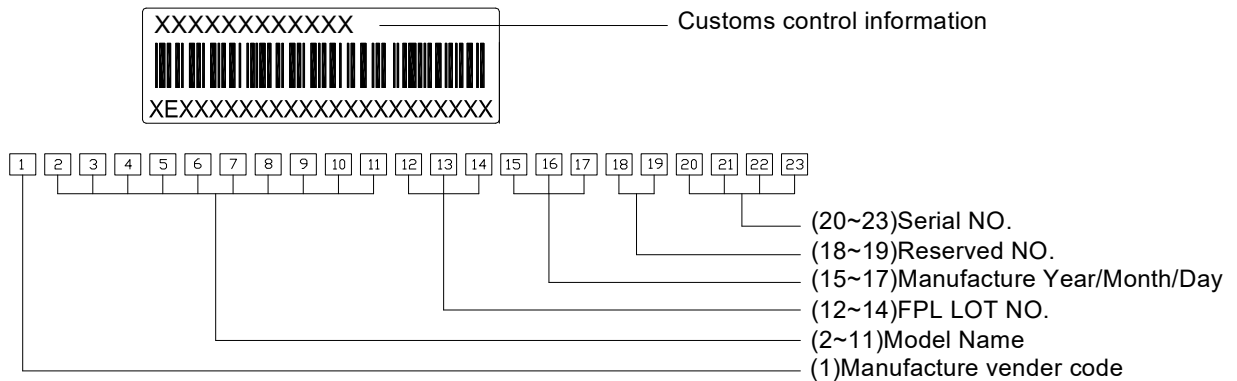 XXXXXXXXXXXX
Customs control information
XEXXXXXXXXXXXXXXXXXXXXX
1 2 3 4 5 6 7 8 9 10 11 12 13 14 15 16 17 18 19 20 21 22 23
(20~23)Serial NO.
(18~19)Reserved NO.
(15~17)Manufacture Year/Month/Day
(12~14)FPL LOT NO.
(2~11)Model Name
(1)Manufacture vender code